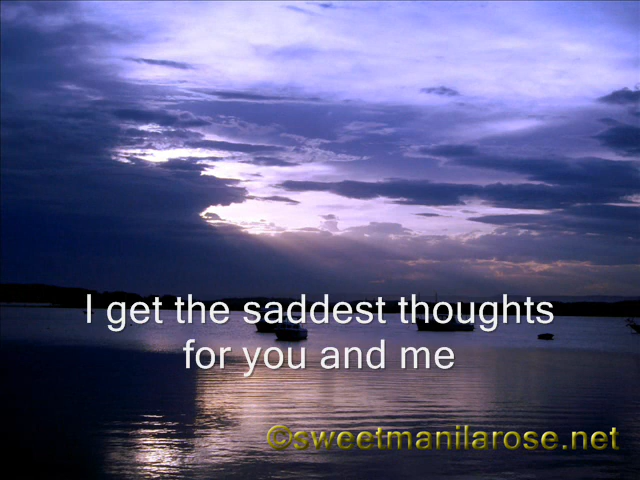 I get the saddest thoughts
for you and me
©sweetmanilarose.net